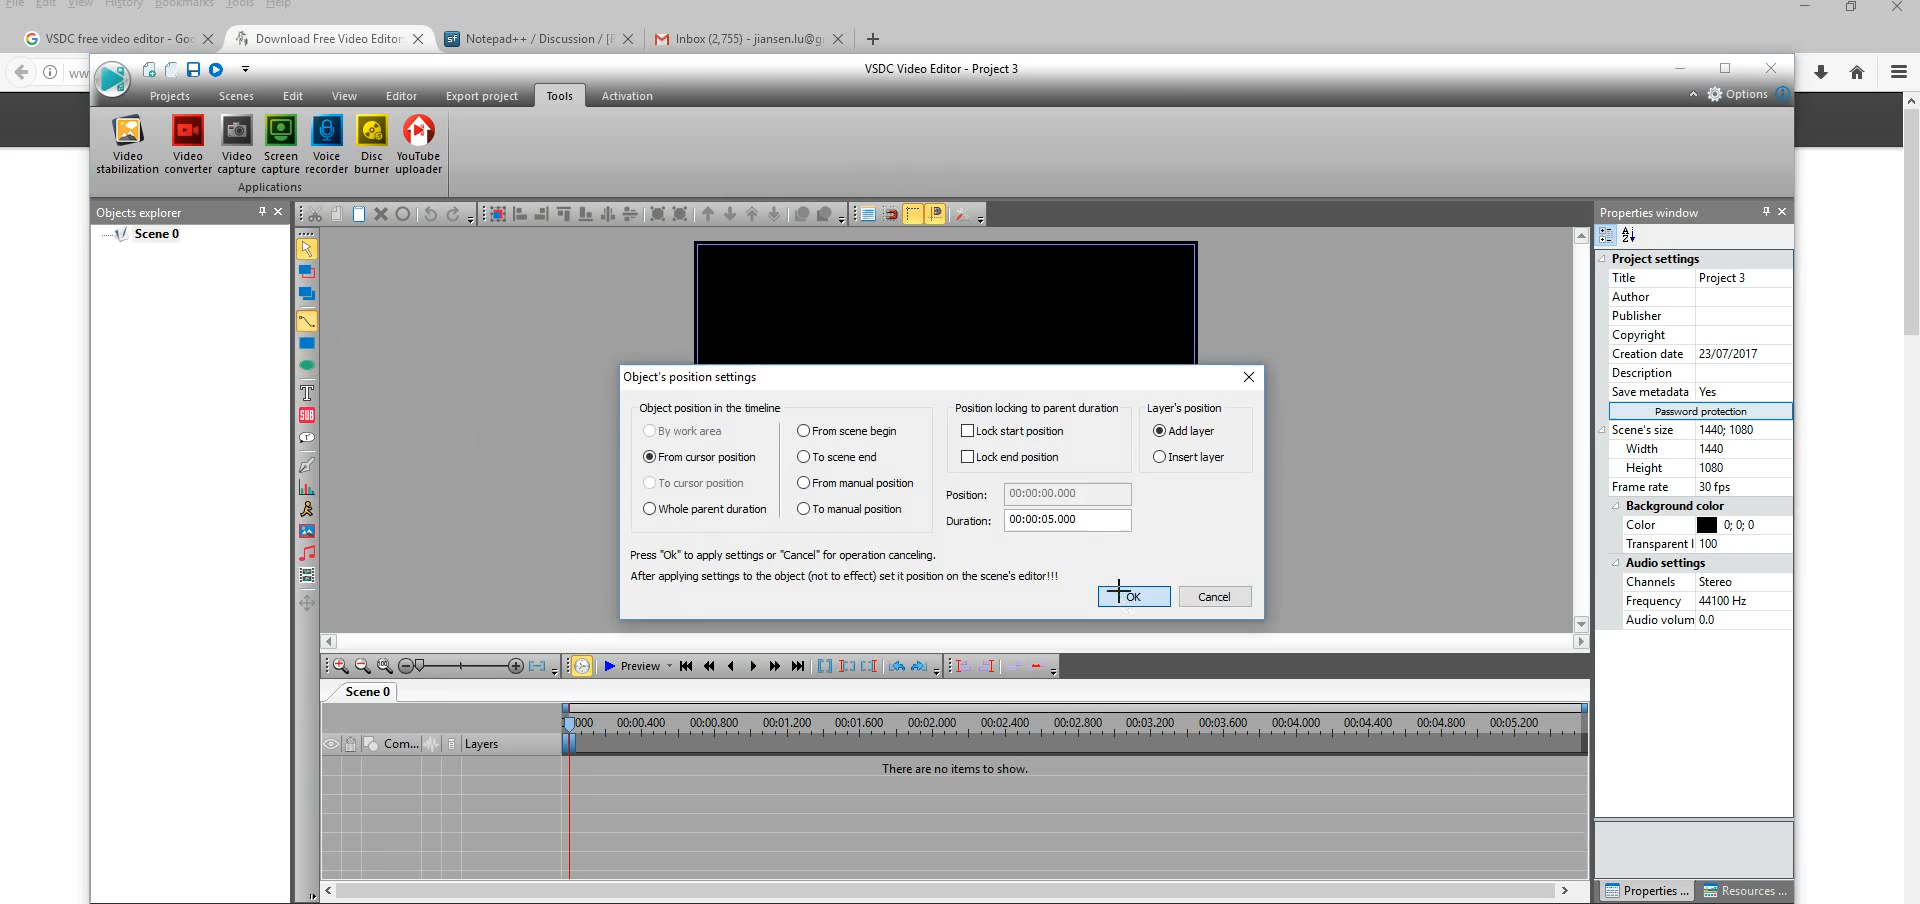 File Edit View History Bookmarks Tools Help
VSDC free video editor - Goo
Download Free Video Editor
Notepad++ / Discussion / [
Inbox (2,755) - jiansen.lu@g
ww
VSDC Video Editor - Project 3
Projects Scenes Edit View Editor Export project Tools Activation
Options
Video stabilization
Video converter
Video capture
Screen capture
Voice recorder
Disc burner
YouTube uploader
Applications
Objects explorer
Scene 0
T
SUB
Properties window
Project settings
Title Project 3
Author
Publisher
Copyright
Creation date 23/07/2017
Description
Save metadata Yes
Password protection
Scene's size 1440; 1080
Width 1440
Height 1080
Frame rate 30 fps
Background color
Color 0; 0; 0
Transparent l 100
Audio settings
Channels Stereo
Frequency 44100 Hz
Audio volum 0.0
Object's position settings
Object position in the timeline
By work area
From cursor position
To cursor position
Whole parent duration
From scene begin
To scene end
From manual position
To manual position
Position locking to parent duration
Lock start position
Lock end position
Layer's position
Add layer
Insert layer
Position: 00:00:00.000
Duration: 00:00:05.000
Press "Ok" to apply settings or "Cancel" for operation canceling.
After applying settings to the object (not to effect) set it position on the scene's editor!!!
OK
Cancel
Preview
Scene 0
000 00:00.400 00:00.800 00:01.200 00:01.600 00:02.000 00:02.400 00:02.800 00:03.200 00:03.600 00:04.000 00:04.400 00:04.800 00:05.200
Com... Layers
There are no items to show.
Properties ... Resources ...